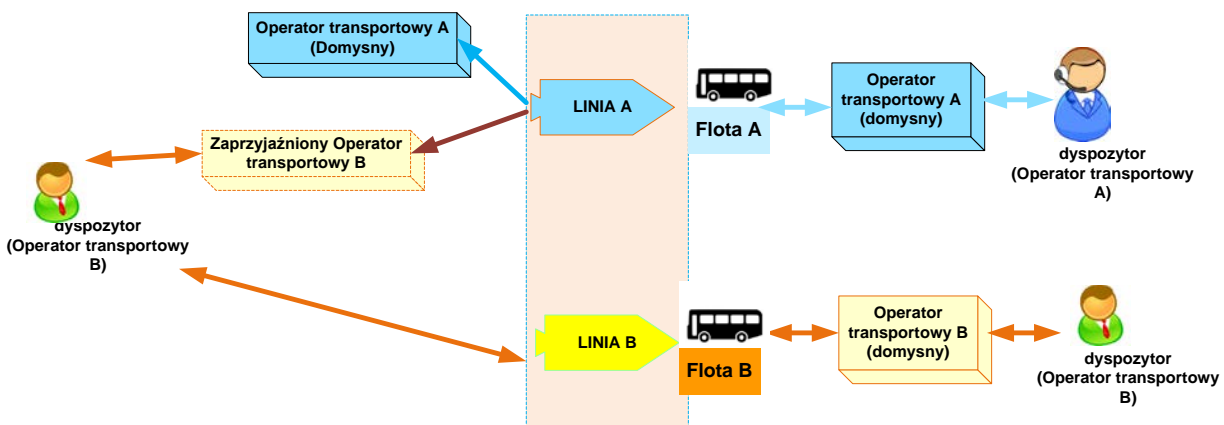 Operator transportowy A
(Domysny)
LINIA A
Flota A
Operator
transportowy A
(domysny)
dyspozytor
(Operator transportowy
A)
Zaprzyjaźniony Operator
transportowy B
dyspozytor
(Operator transportowy
B)
LINIA B
Flota B
Operator
transportowy B
(domysny)
dyspozytor
(Operator transportowy
B)